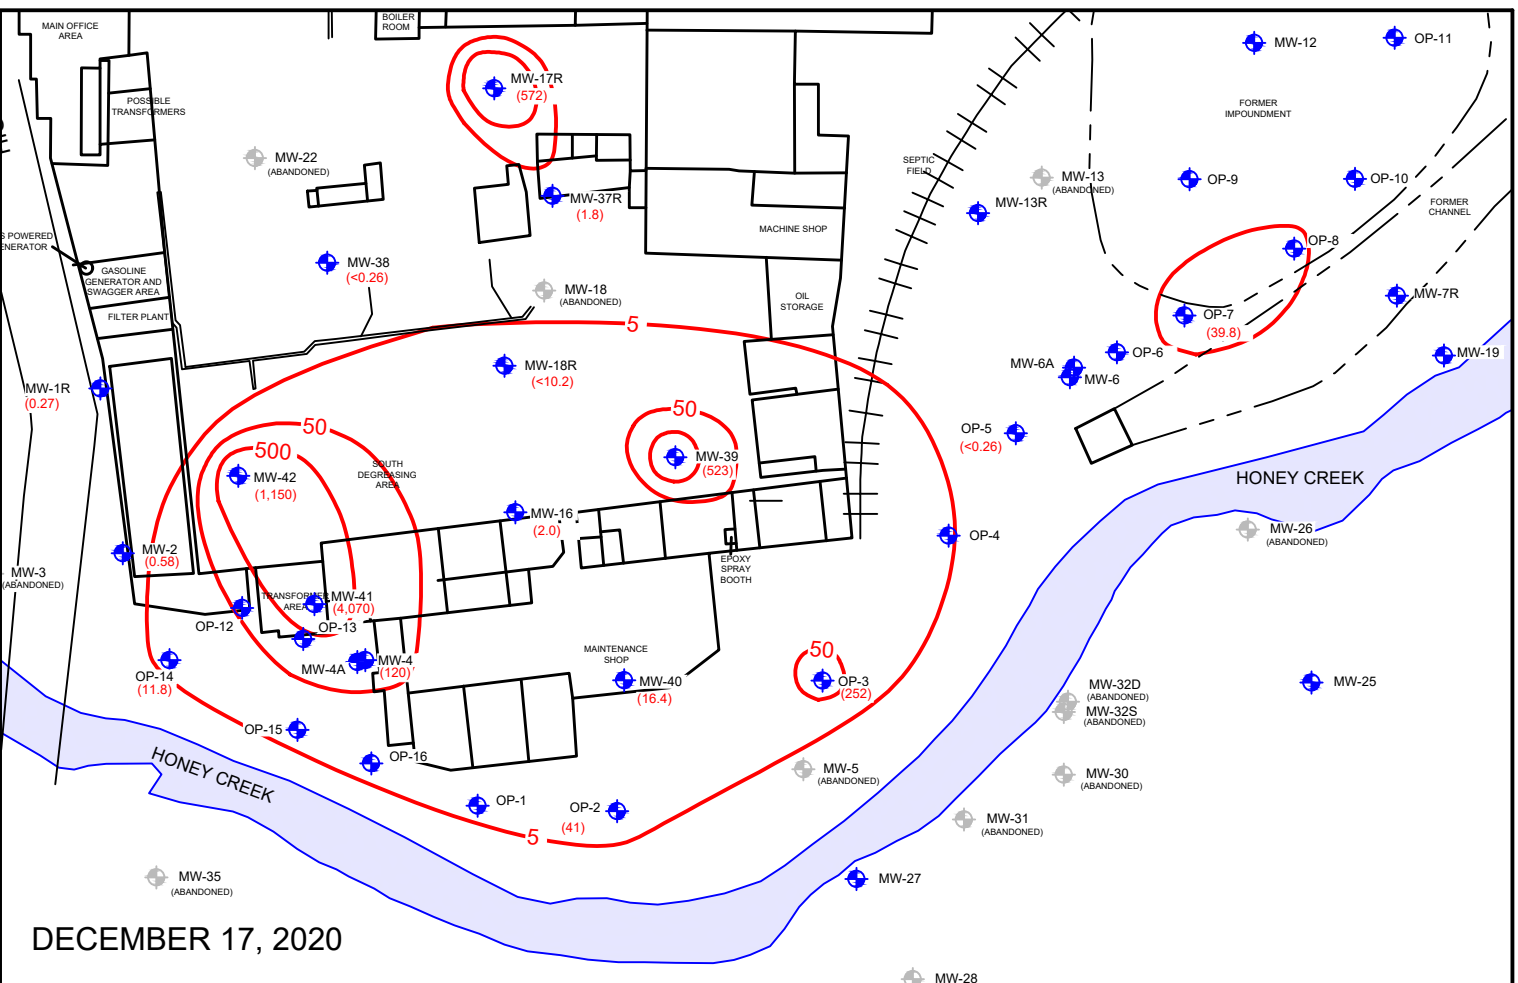 MAIN OFFICE
AREA
BOILER
ROOM
MW-17R
(572)
MW-12
OP-11
POSSIBLE
TRANSFORMERS
FORMER
IMPOUNDMENT
MW-22
(ABANDONED)
SEPTIC
FIELD
MW-13
(ABANDONED)
OP-9
OP-10
MW-37R
(1.8)
MW-13R
FORMER
CHANNEL
MACHINE SHOP
POWERED
GENERATOR AND
GASOLINE
SWAGGER AREA
MW-38
(<0.26)
OP-8
MW-18
(ABANDONED)
OIL
STORAGE
MW-7R
FILTER PLANT
5
OP-7
(39.8)
MW-18R
(<10.2)
MW-6A
MW-6
OP-6
MW-19
MW-1R
(0.27)
50
50
OP-5
(<0.26)
500
MW-39
(523)
SOUTH
DEGREASING
AREA
MW-42
(1,150)
HONEY CREEK
MW-16
(2.0)
MW-26
(ABANDONED)
OP-4
MW-2
(0.58)
MW-3
(ABANDONED)
EPOXY
SPRAY
BOOTH
TRANSFORMER
AREA
MW-41
(4,070)
OP-12
OP-13
MAINTENANCE
SHOP
50
MW-4A
MW-4
(120)
OP-14
(11.8)
MW-40
(16.4)
OP-3
(252)
MW-32D
(ABANDONED)
MW-32S
(ABANDONED)
MW-25
OP-15
OP-16
HONEY CREEK
MW-5
(ABANDONED)
MW-30
(ABANDONED)
OP-1
OP-2
(41)
5
MW-31
(ABANDONED)
MW-35
(ABANDONED)
MW-27
DECEMBER 17, 2020
MW-28